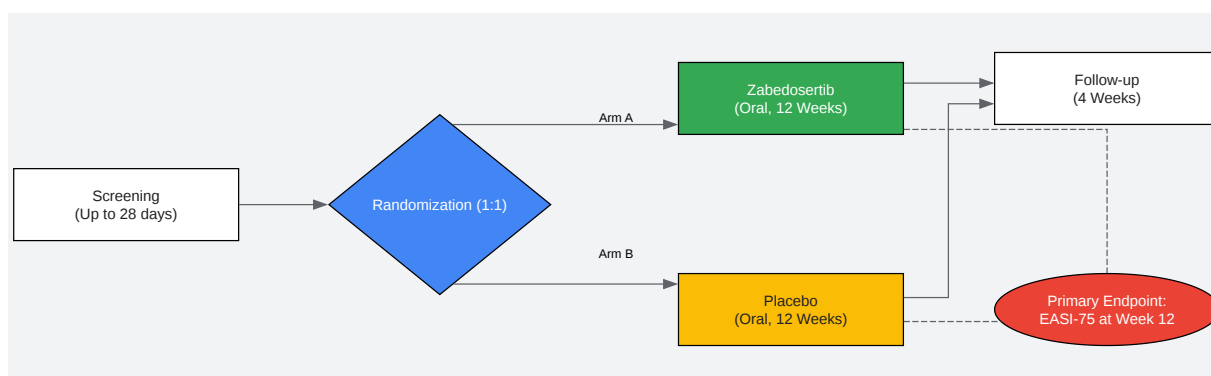 Screening
(Up to 28 days)
Randomization (1:1)
Arm A
Zabedosertib
(Oral, 12 Weeks)
Follow-up
(4 Weeks)
Arm B
Placebo
(Oral, 12 Weeks)
Primary Endpoint:
EASI-75 at Week 12